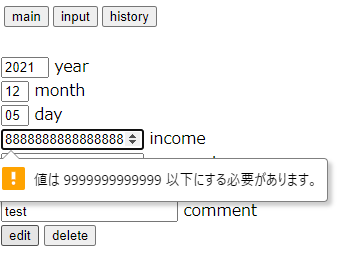 main input history
2021 year
12 month
05 day
8888888888888888 income
値は 9999999999999 以下にする必要があります。
test comment
edit delete